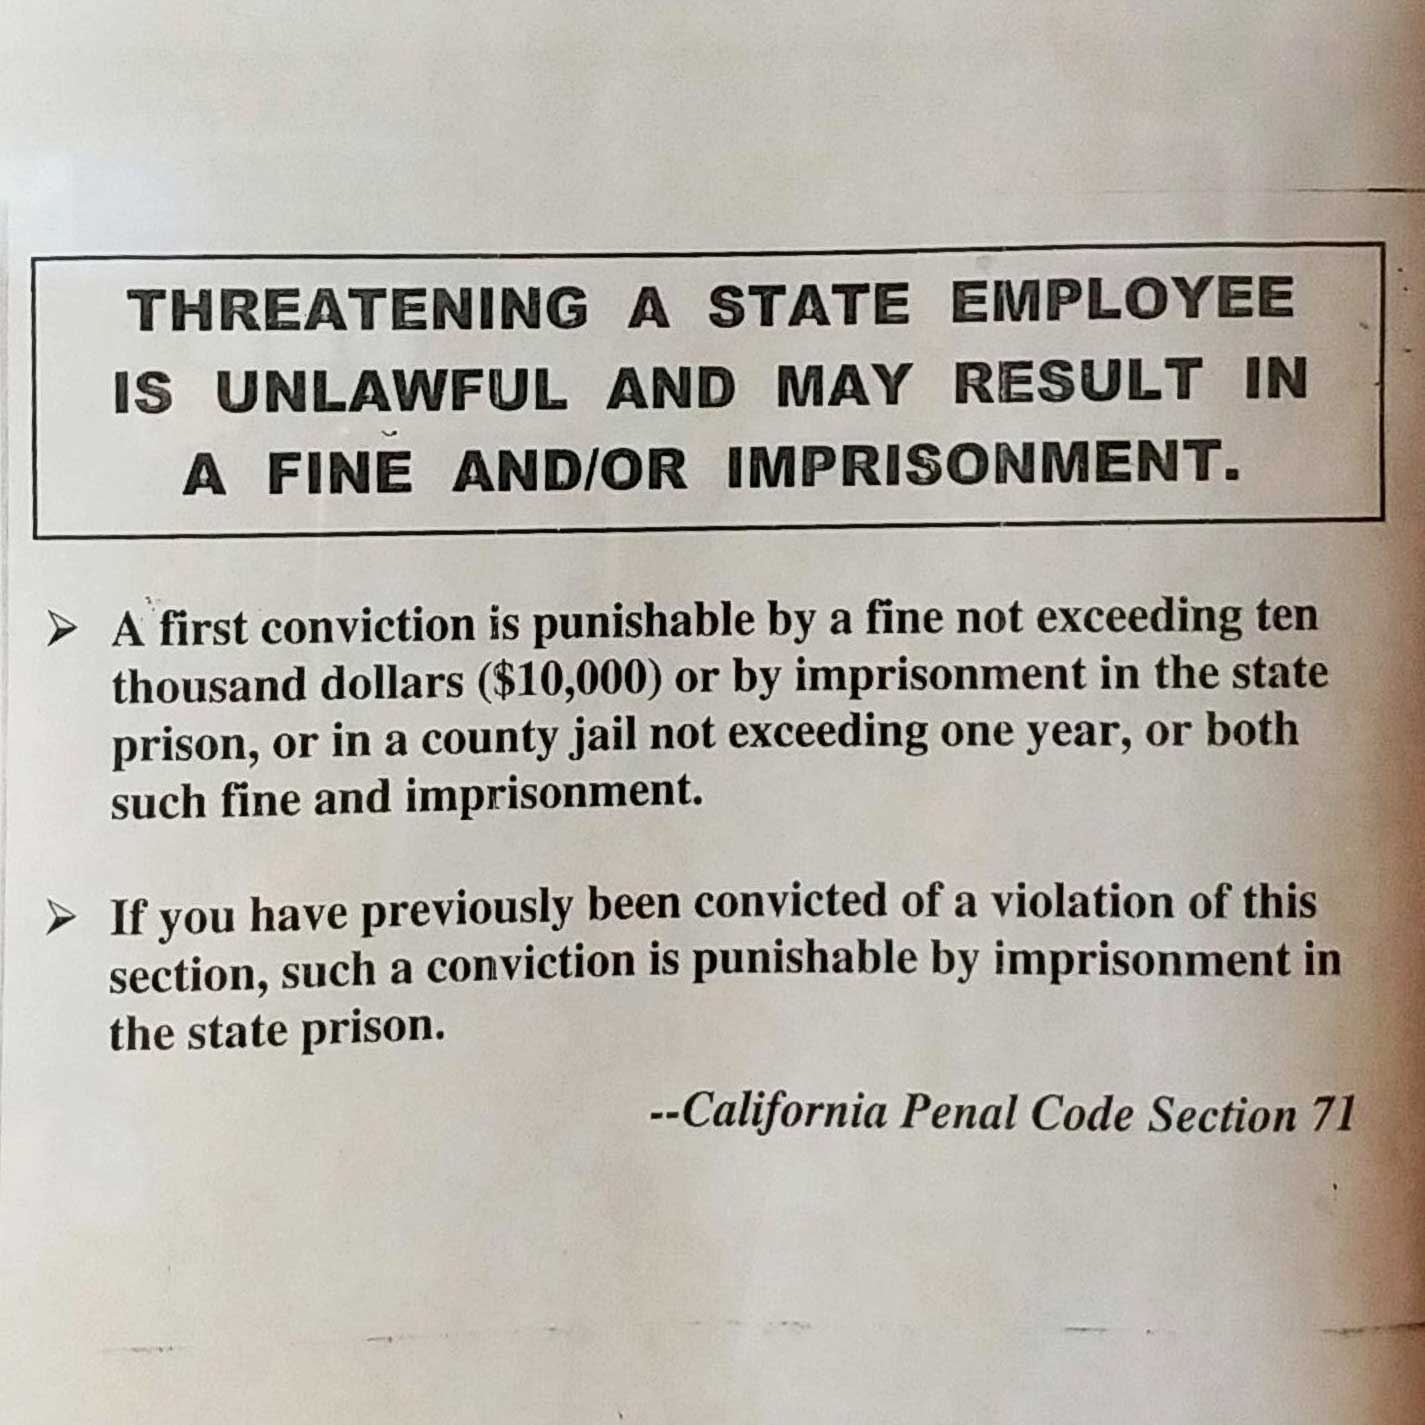 THREATENING A STATE EMPLOYEE
IS UNLAWFUL AND MAY RESULT IN
A FINE AND/OR IMPRISONMENT.
➢ A first conviction is punishable by a fine not exceeding ten
thousand dollars ($10,000) or by imprisonment in the state
prison, or in a county jail not exceeding one year, or both
such fine and imprisonment.
➢ If you have previously been convicted of a violation of this
section, such a conviction is punishable by imprisonment in
the state prison.
--California Penal Code Section 71